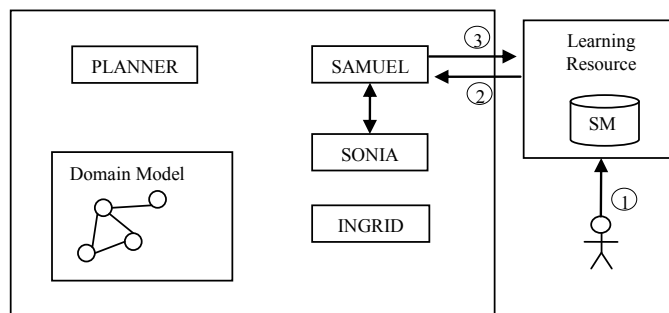 PLANNER
SAMUEL
SONIA
INGRID
Domain Model
3
2
Learning
Resource
SM
1